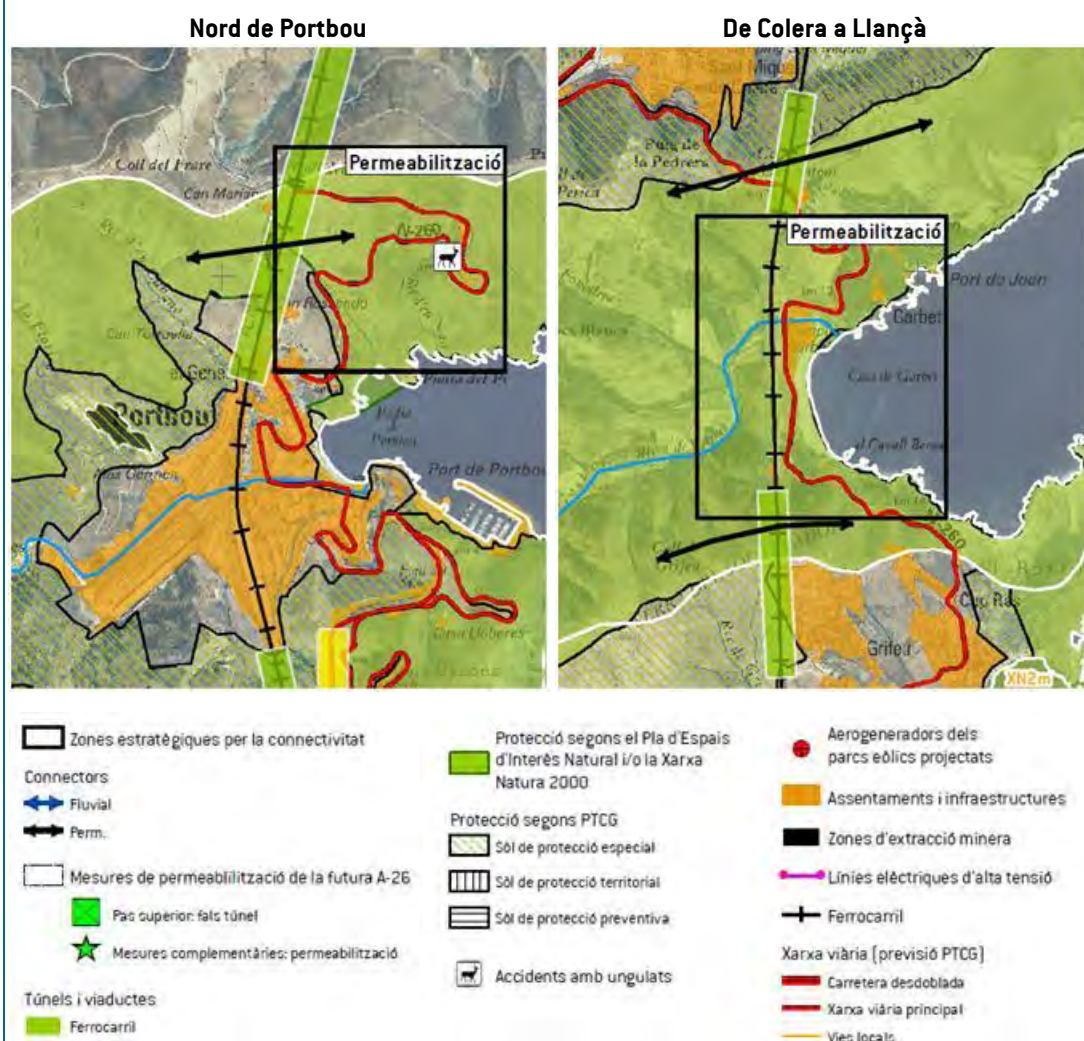 Nord de Portbou
De Colera a Llançà
Coll del Frare
Can Marian
Permeabilització
N-260
Portbou
Port de Portbou
Puig de
la Pedrera
Permeabilització
Port de Joan
Garbet
Grifeu
XN2m
Zones estratègiques per la connectivitat
Connectors
Fluvial
Perm.
Mesures de permeablilització de la futura A-26
Pas superior: fals túnel
Mesures complementàries: permeabilització
Túnels i viaductes
Ferrocarril
Protecció segons el Pla d'Espais
d'Interès Natural i/o la Xarxa
Natura 2000
Protecció segons PTCG
Sòl de protecció especial
Sòl de protecció territorial
Sòl de protecció preventiva
Accidents amb ungulats
Aerogeneradors dels
parcs eòlics projectats
Assentaments i infraestructures
Zones d'extracció minera
Línies elèctriques d'alta tensió
Ferrocarril
Xarxa viària (previsió PTCG)
Carretera desdoblada
Xarxa viària principal
Vies locals